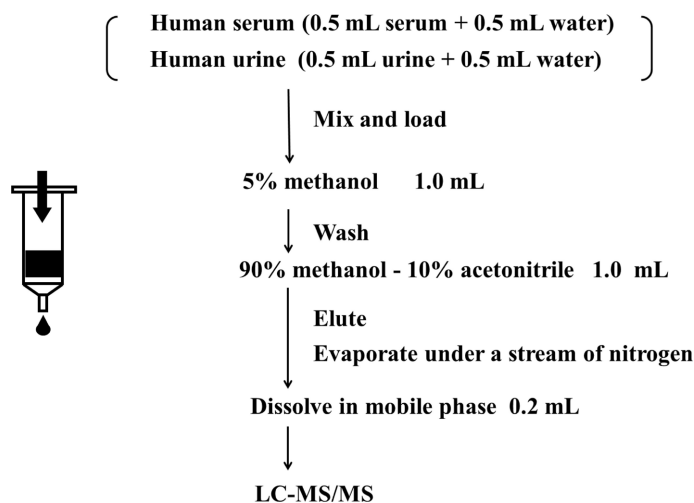 Human serum (0.5 mL serum + 0.5 mL water)
Human urine (0.5 mL urine + 0.5 mL water)
Mix and load
5% methanol 1.0 mL
Wash
90% methanol - 10% acetonitrile 1.0 mL
Elute
Evaporate under a stream of nitrogen
Dissolve in mobile phase 0.2 mL
LC-MS/MS